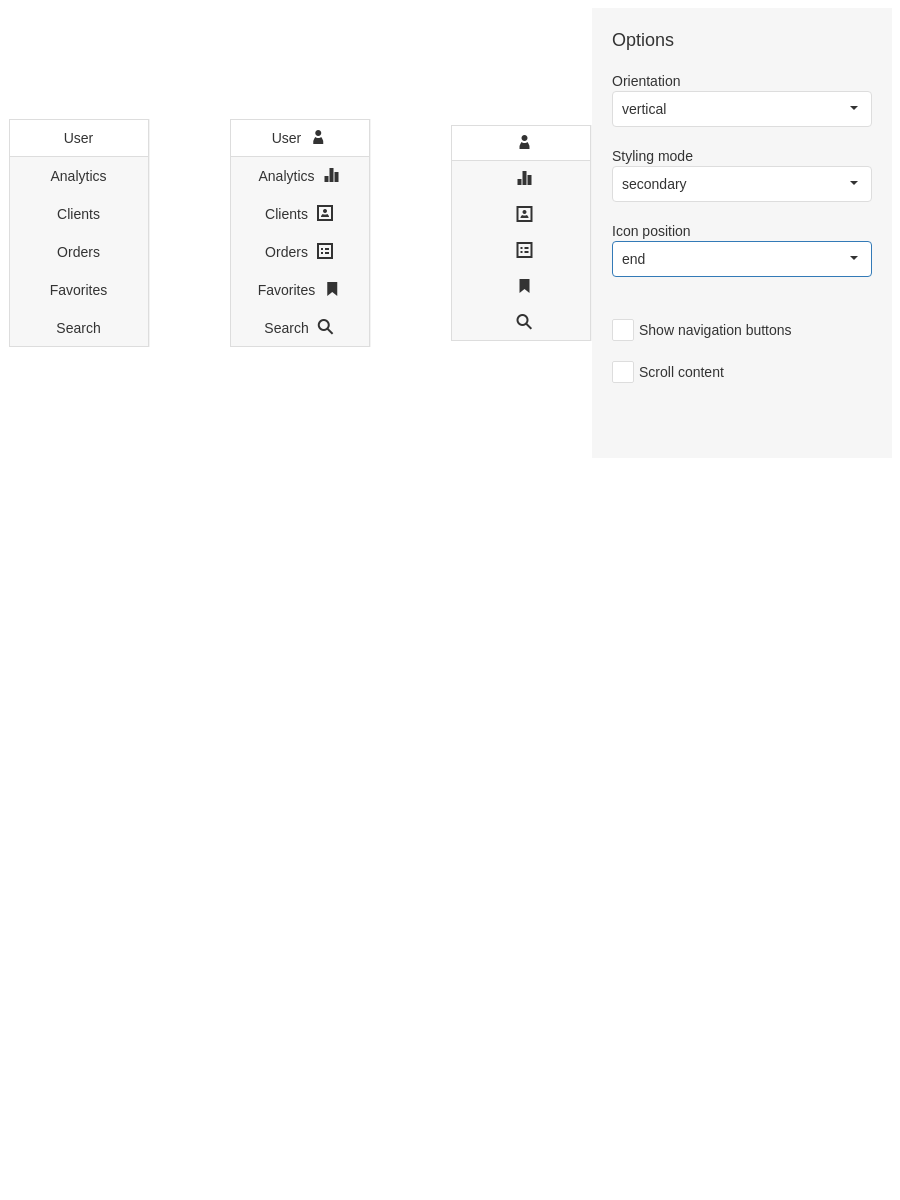 User
Analytics
Clients
Orders
Favorites
Search
User
Analytics
Clients
Orders
Favorites
Search
Options
Orientation
vertical
Styling mode
secondary
Icon position
end
Show navigation buttons
Scroll content